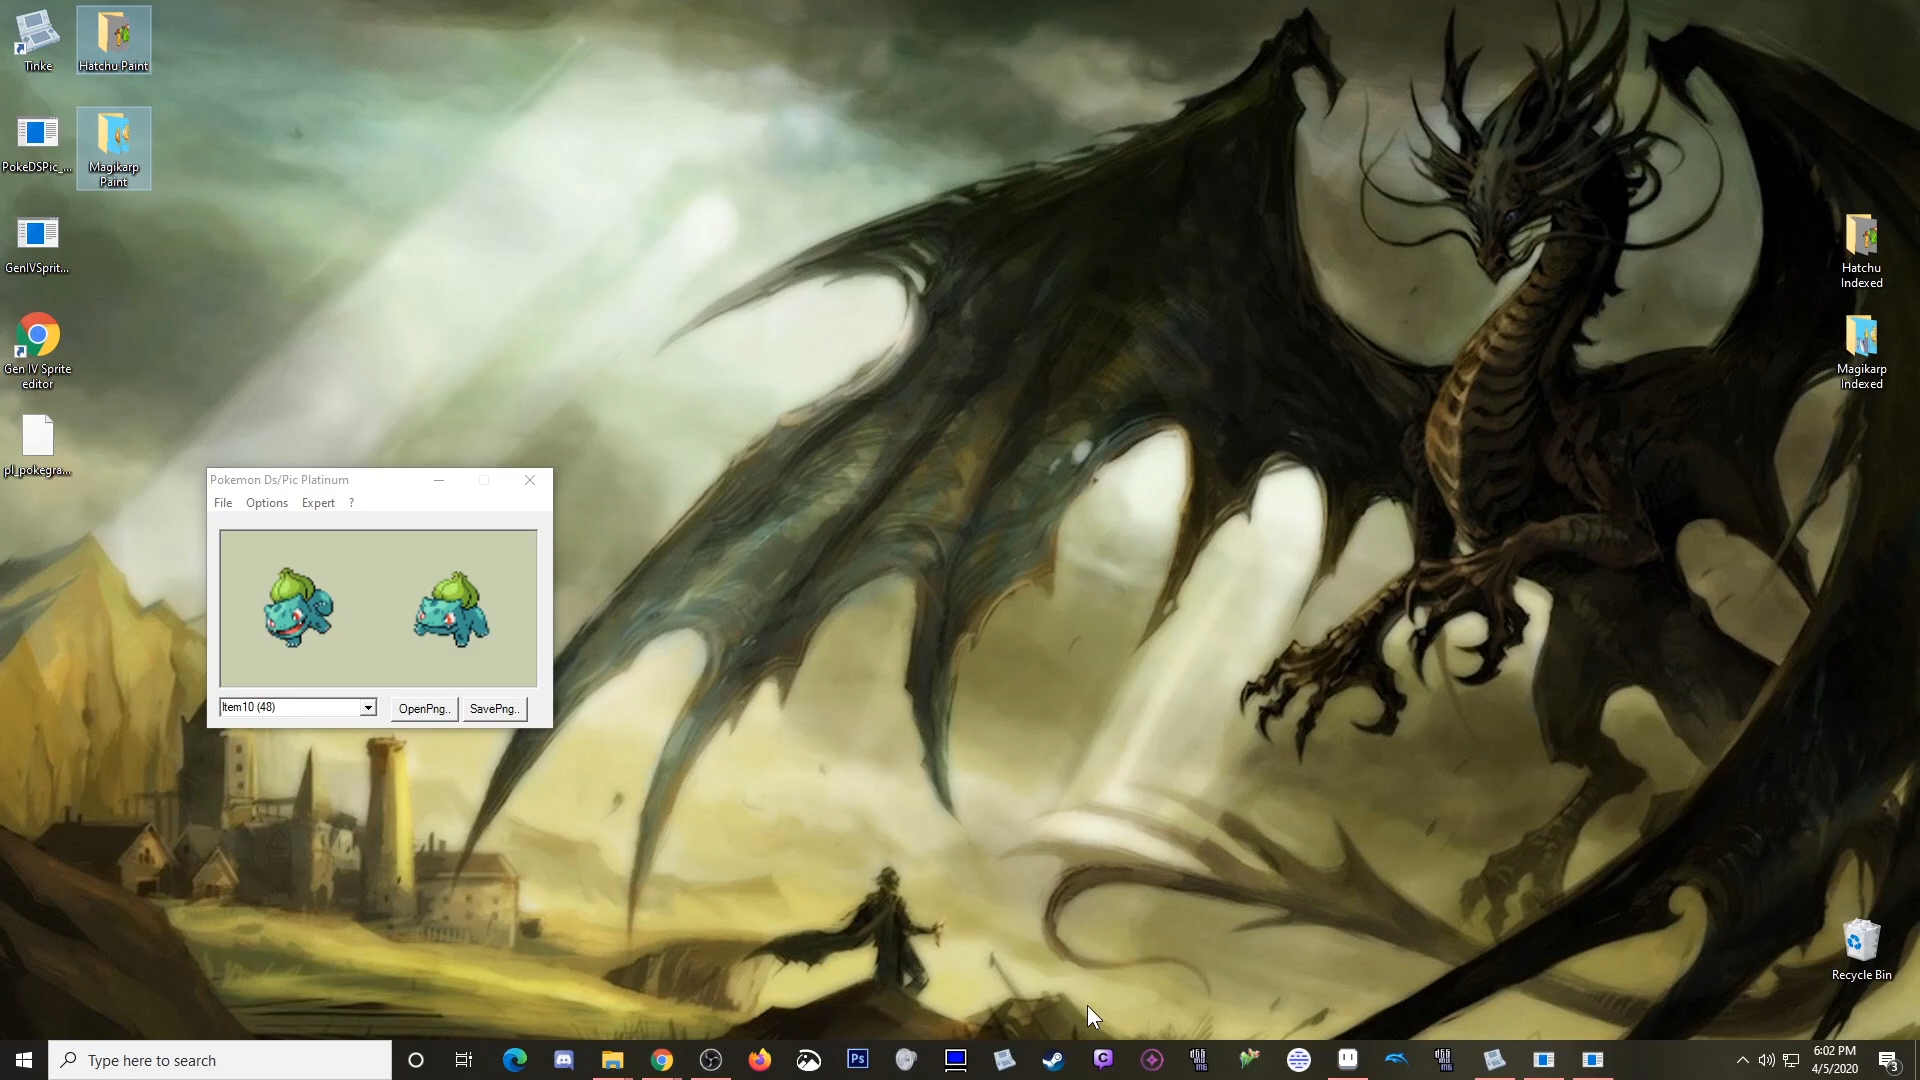 Tinke
Hatchu Paint
PokeDSPic_...
Magikarp
Paint
GenIVSprit...
Gen IV Sprite
editor
pl_pokegra...
Hatchu
Indexed
Magikarp
Indexed
Pokemon Ds/Pic Platinum
File Options Expert ?
Item10 (48)
OpenPng..
SavePng..
Recycle Bin
Type here to search
Ps
6:02 PM
4/5/2020
3